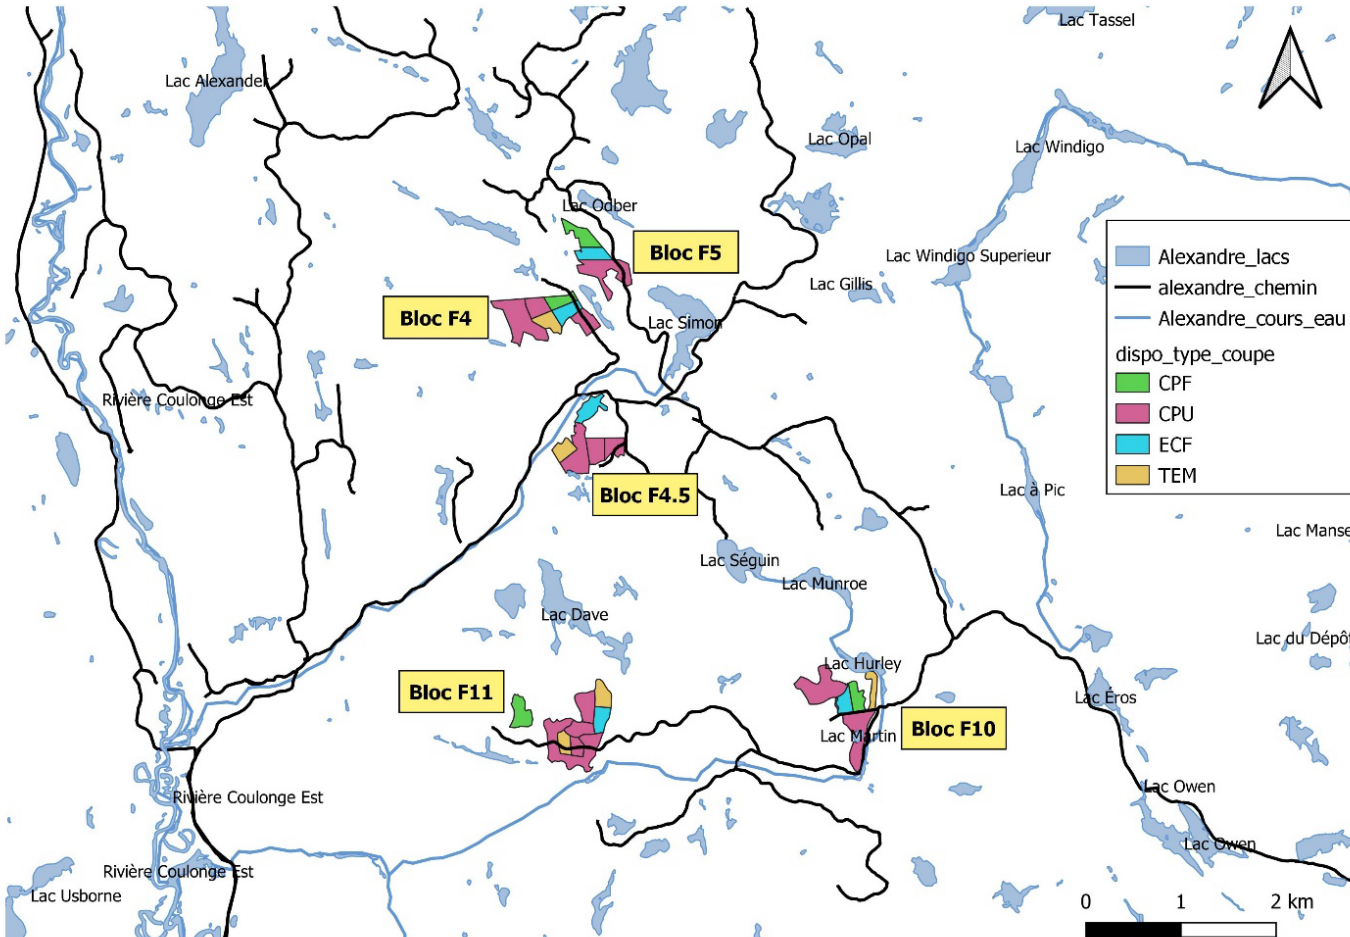 Lac Tassel
Lac Alexander
Lac Opal
Lac Windigo
Lac Odber
Bloc F5
Lac Windigo Superieur
Alexandre_lacs
Lac Gillis
alexandre_chemin
Bloc F4
Lac Simon
Alexandre_cours_eau
dispo_type_coupe
CPF
Rivière Coulonge Est
CPU
ECF
TEM
Bloc F4.5
Lac à Pic
Lac Manse
Lac Séguin
Lac Munroe
Lac Dave
Lac du Dépôt
Lac Hurley
Bloc F11
Lac Éros
Bloc F10
Lac Martin
Lac Owen
Rivière Coulonge Est
Lac Owen
Rivière Coulonge Est
Lac Usborne
0 1 2 km